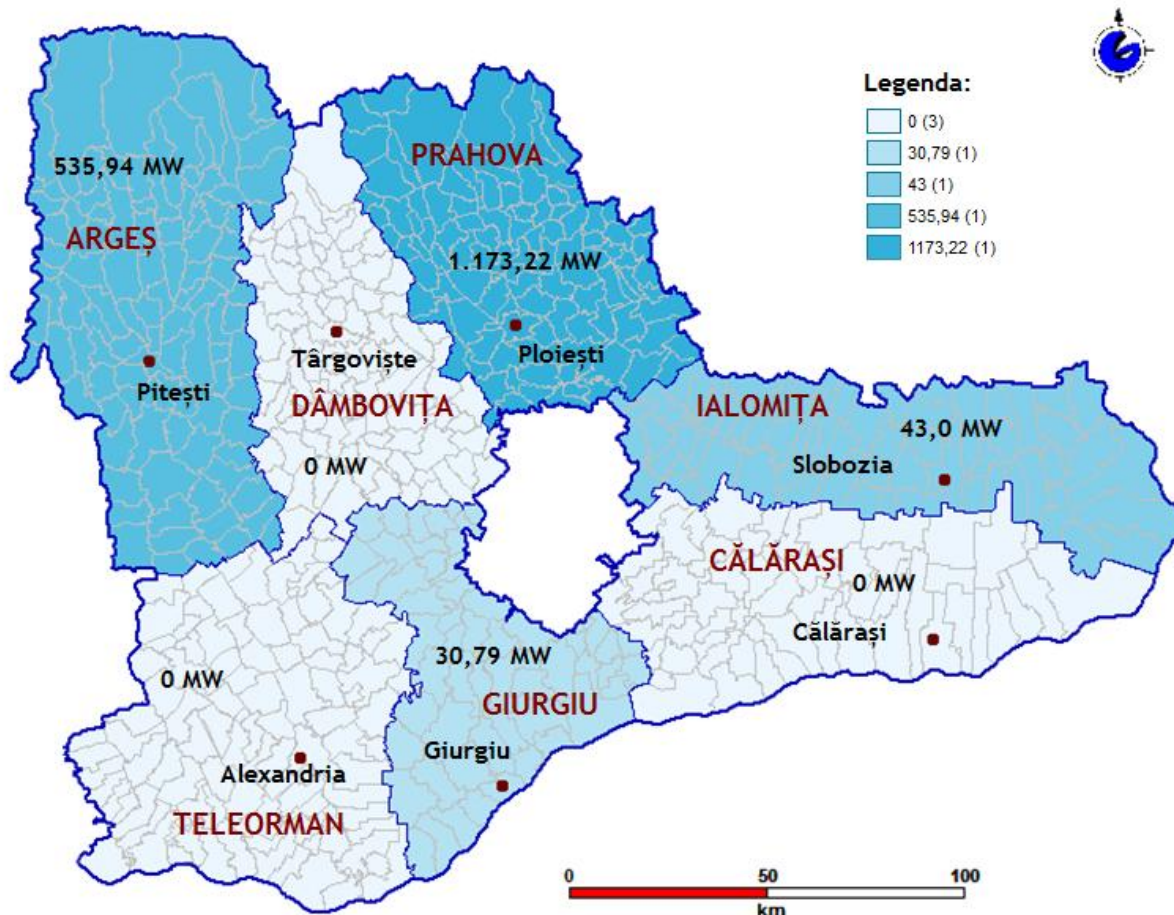 Legenda:
0 (3)
30,79 (1)
43 (1)
535,94 (1)
1173,22 (1)
PRAHOVA
535,94 MW
ARGEȘ
1.173,22 MW
Târgoviște
Ploiești
Pitești
DÂMBOVIȚA
IALOMIȚA
43,0 MW
0 MW
Slobozia
CĂLĂRAȘI
0 MW
Călărași
30,79 MW
0 MW
GIURGIU
Giurgiu
Alexandria
TELEORMAN
0 50 100
km